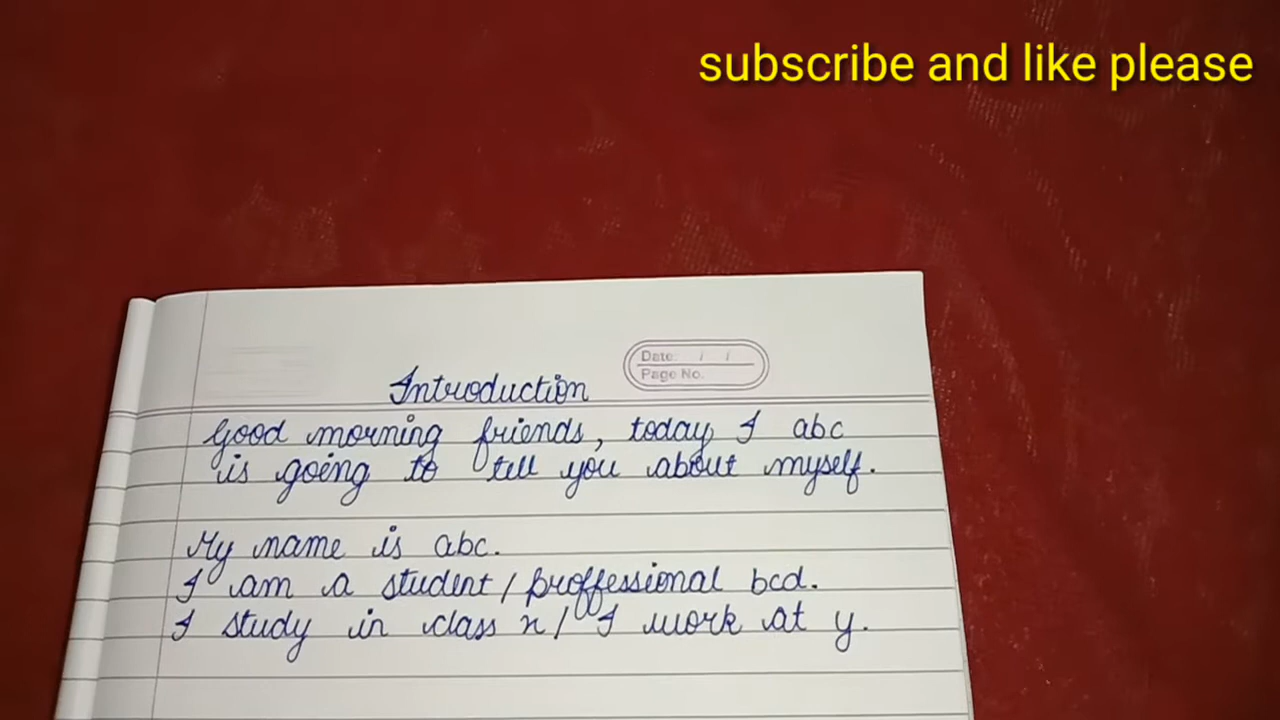 subscribe and like please
Date: / /
Page No.
Introduction
Good morning friends, today I abc
is going to tell you about myself.
My name is abc.
I am a student / proffessional bcd.
I study in class x / I work at y.